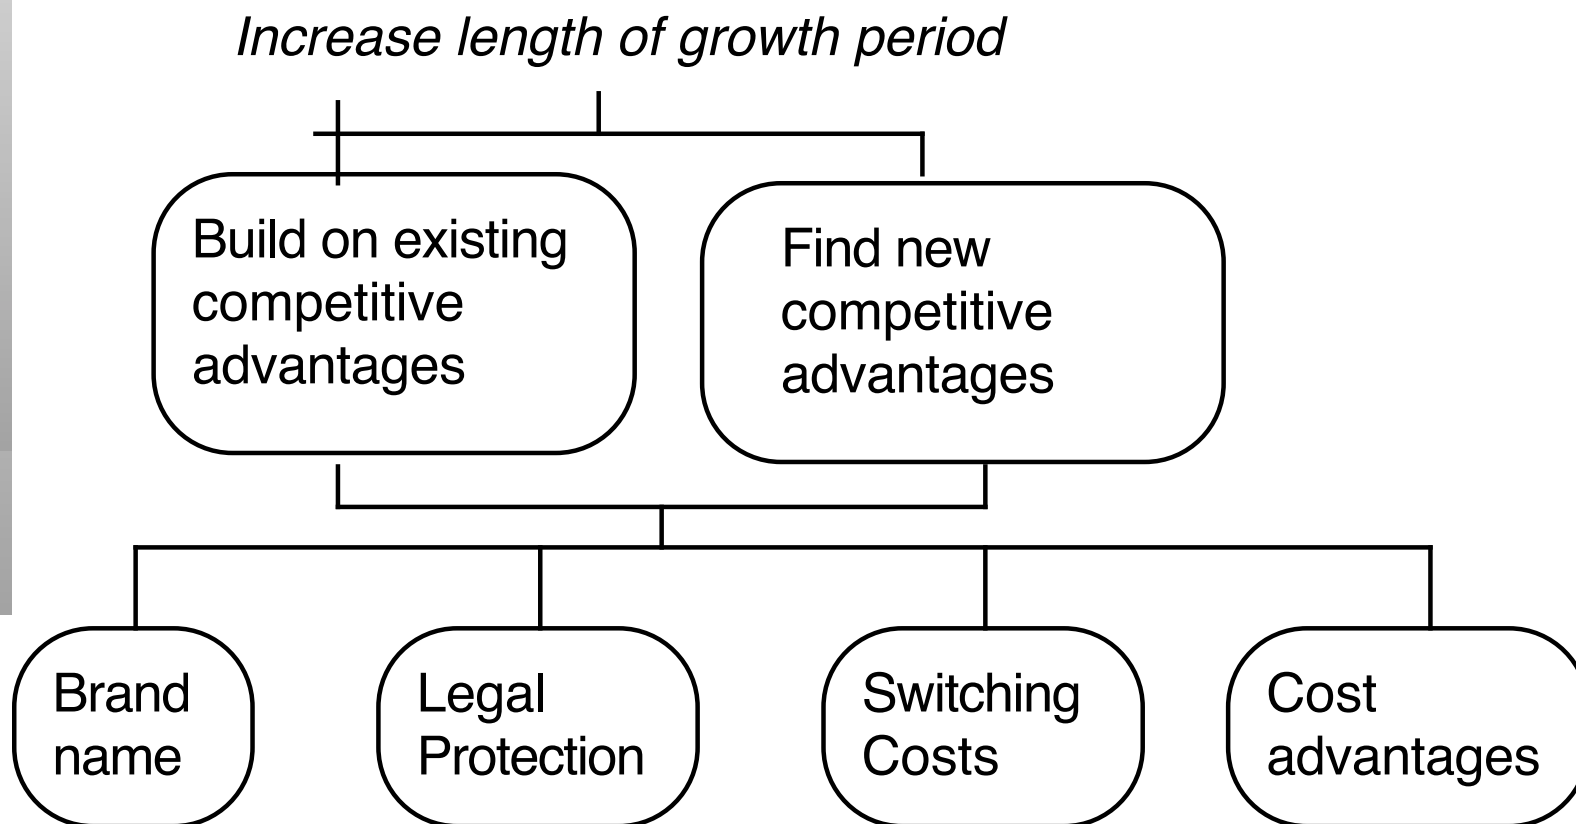 Increase length of growth period
Build on existing
competitive
advantages
Find new
competitive
advantages
Brand
name
Legal
Protection
Switching
Costs
Cost
advantages